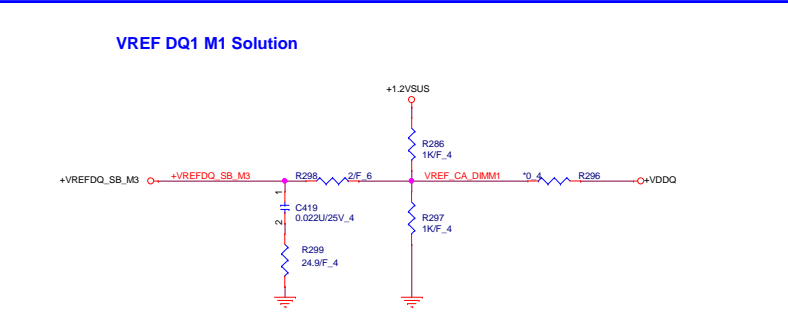 VREF DQ1 M1 Solution
+1.2VSUS
R286
1K/F_4
+VREFDQ_SB_M3
+VREFDQ_SB_M3
R298
2/F_6
VREF_CA_DIMM1
*0_4
R296
+VDDQ
1
C419
0.022U/25V_4
2
R297
1K/F_4
R299
24.9/F_4